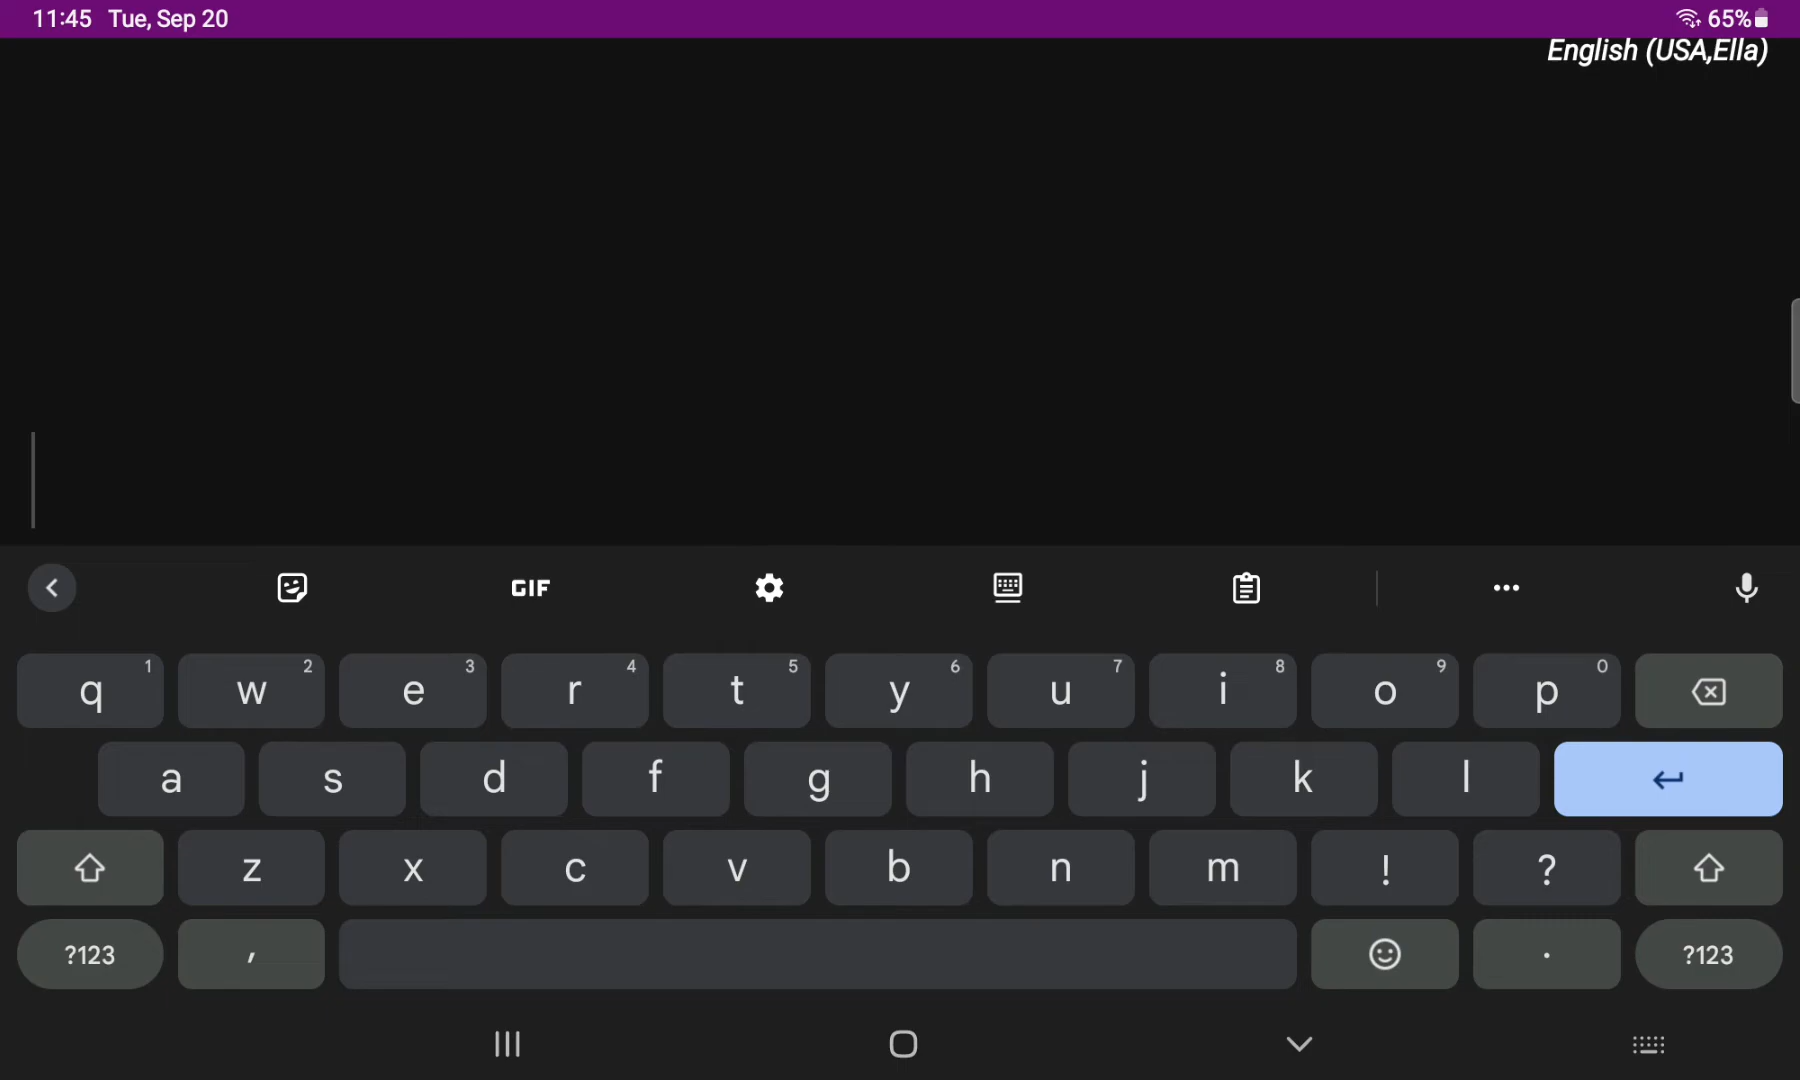 11:45 Tue, Sep 20 65%
English (USA,Ella)
GIF
q 1 w 2 e 3 r 4 t 5 y 6 u 7 i 8 o 9 p 0
a s d f g h j k l
z x c v b n m ! ?
?123 , . ?123